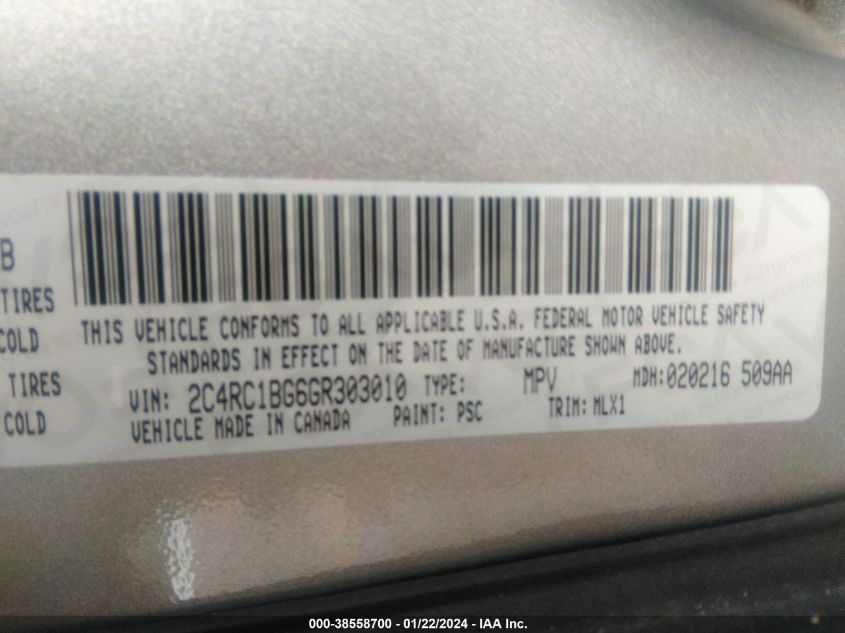 B
TIRES
COLD
TIRES
COLD
THIS VEHICLE CONFORMS TO ALL APPLICABLE U.S.A. FEDERAL MOTOR VEHICLE SAFETY
STANDARDS IN EFFECT ON THE DATE OF MANUFACTURE SHOWN ABOVE.
VIN: 2C4RC1BG6GR303010 TYPE: MPV MDH:020216 509AA
VEHICLE MADE IN CANADA PAINT: PSC TRIM: MLX1
000-38558700 - 01/22/2024 - IAA Inc.